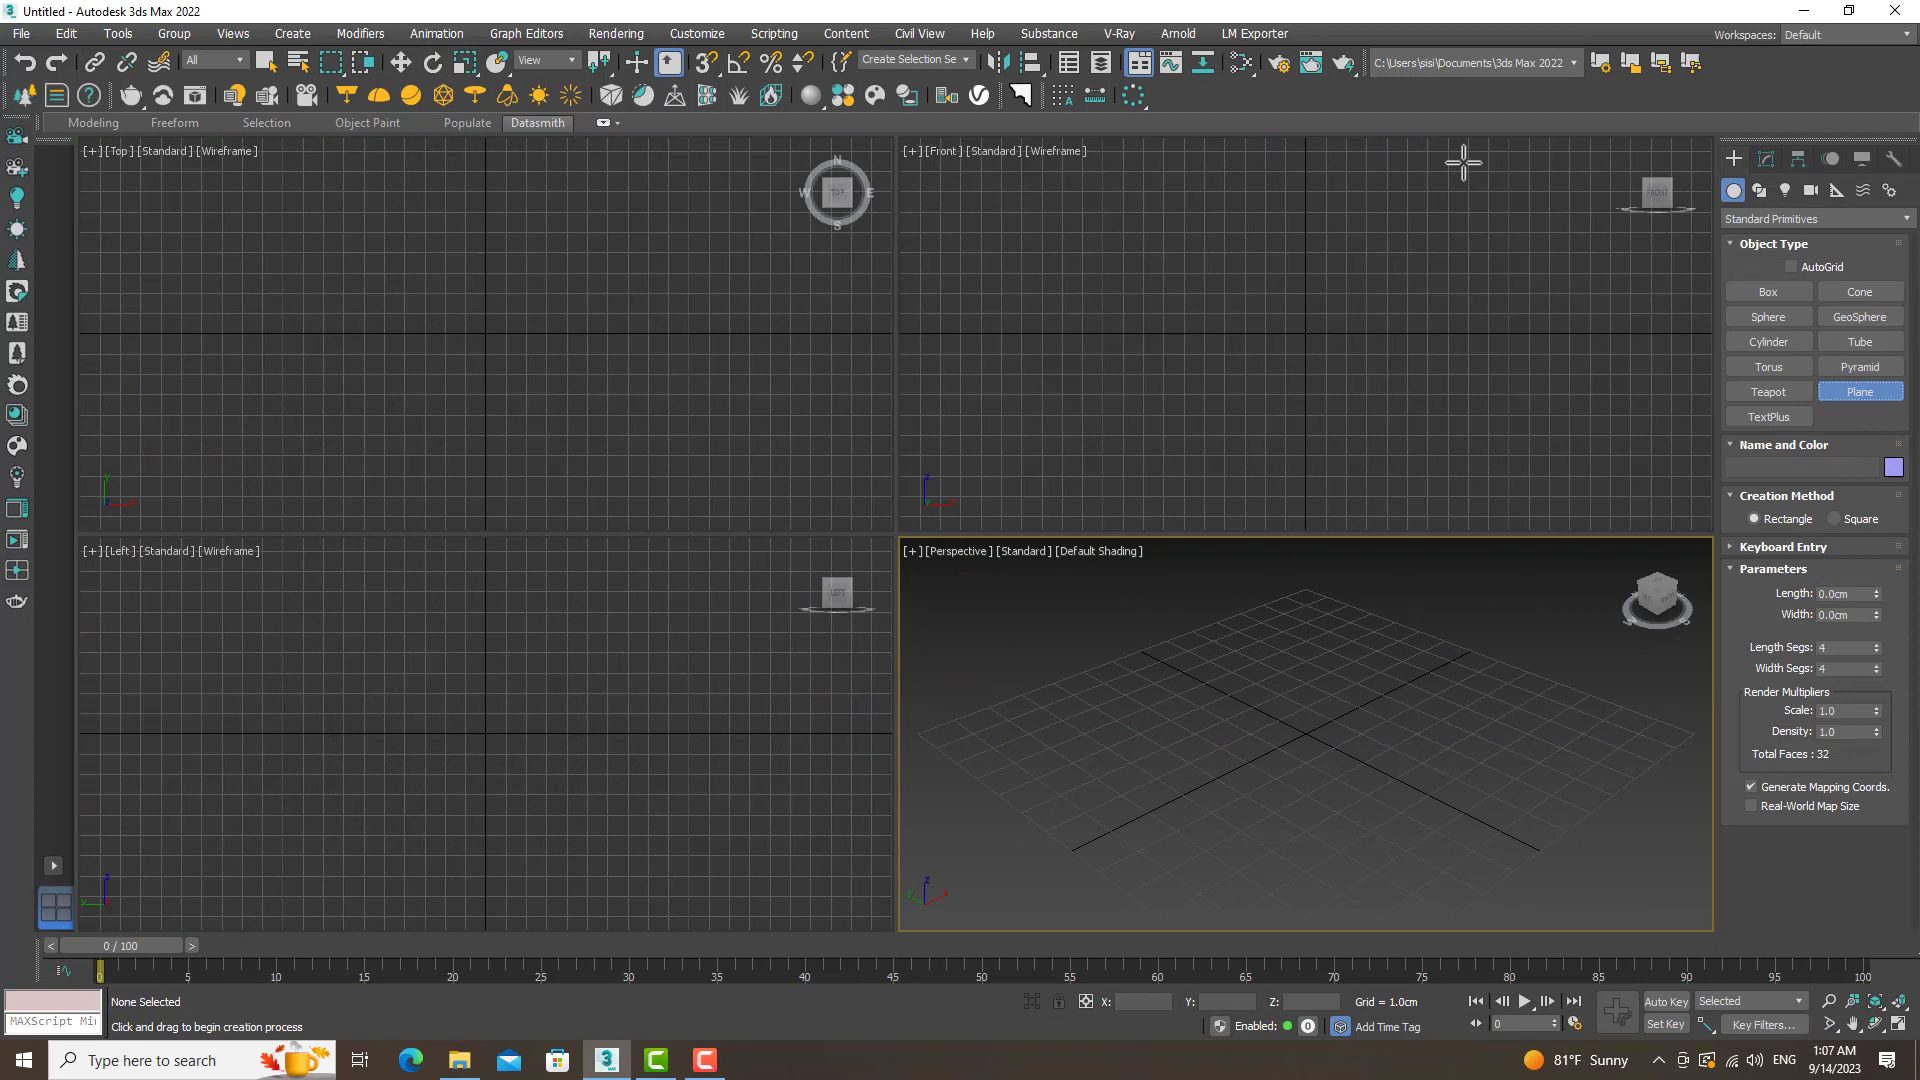 Untitled - Autodesk 3ds Max 2022
File Edit Tools Group Views Create Modifiers Animation Graph Editors Rendering Customize Scripting Content Civil View Help Substance V-Ray Arnold LM Exporter
Workspaces: Default
All View Create Selection Se C:\Users\sisi\Documents\3ds Max 2022
Modeling Freeform Selection Object Paint Populate Datasmith
[+] [Top] [Standard] [Wireframe]
N
W TOP E
S
y
z x
[+] [Front] [Standard] [Wireframe]
FRONT
z
y x
[+] [Left] [Standard] [Wireframe]
LEFT
z
y
[+] [Perspective] [Standard] [Default Shading]
z
y x
Standard Primitives
Object Type
AutoGrid
Box Cone
Sphere GeoSphere
Cylinder Tube
Torus Pyramid
Teapot Plane
TextPlus
Name and Color
Creation Method
Rectangle Square
Keyboard Entry
Parameters
Length: 0.0cm
Width: 0.0cm
Length Segs: 4
Width Segs: 4
Render Multipliers
Scale: 1.0
Density: 1.0
Total Faces : 32
Generate Mapping Coords.
Real-World Map Size
< 0 / 100 >
0 5 10 15 20 25 30 35 40 45 50 55 60 65 70 75 80 85 90 95 100
None Selected
X: Y: Z: Grid = 1.0cm
Auto Key Selected
MAXScript Mi
Click and drag to begin creation process
Enabled: 0 Add Time Tag
0
Set Key Key Filters...
Type here to search
81°F Sunny
ENG
1:07 AM
9/14/2023